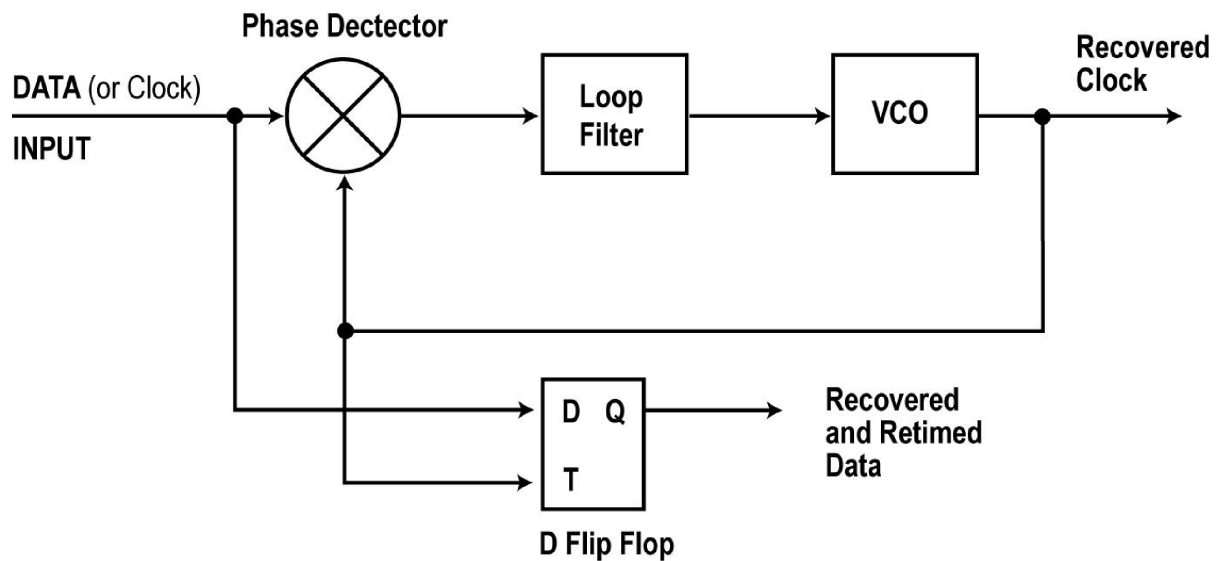 Phase Dectector
DATA (or Clock)
INPUT
Loop
Filter
VCO
Recovered
Clock
D Q
T
D Flip Flop
Recovered
and Retimed
Data